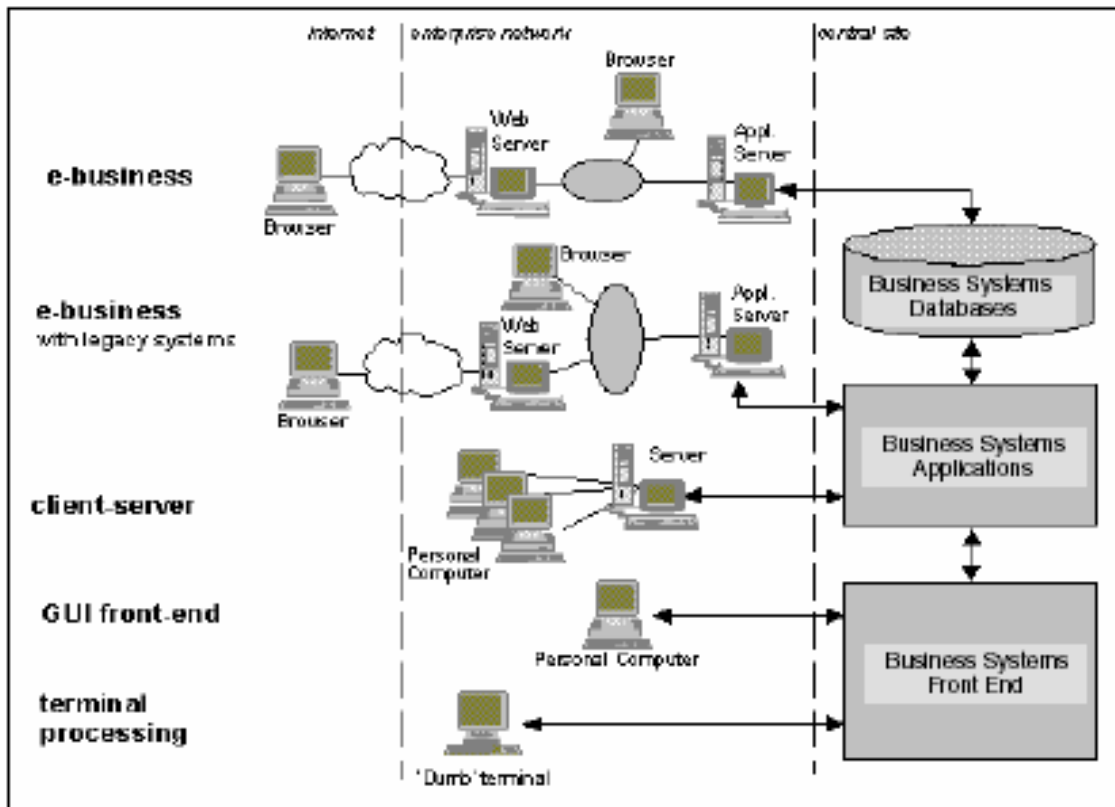 internet
enterprise network
central site
Browser
Web
Server
Appl.
Server
e-business
Browser
Browser
Business Systems
Databases
e-business
with legacy systems
Web
Server
Appl.
Server
Browser
Business Systems
Applications
Server
client-server
Personal
Computer
GUI front-end
Personal Computer
Business Systems
Front End
terminal
processing
'Dumb' terminal